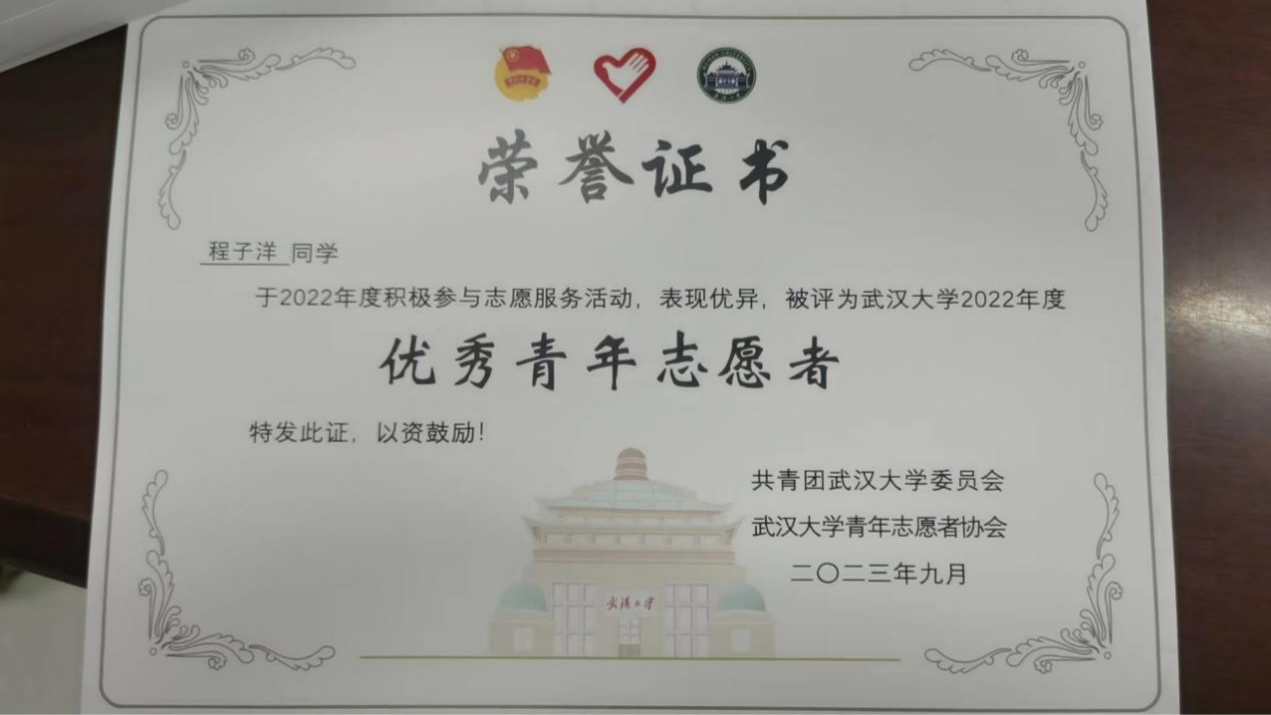 荣誉证书
程子洋 同学
于2022年度积极参与志愿服务活动，表现优异，被评为武汉大学2022年度
优秀青年志愿者
特发此证，以资鼓励！
共青团武汉大学委员会
武汉大学青年志愿者协会
二〇二三年九月
武汉大学